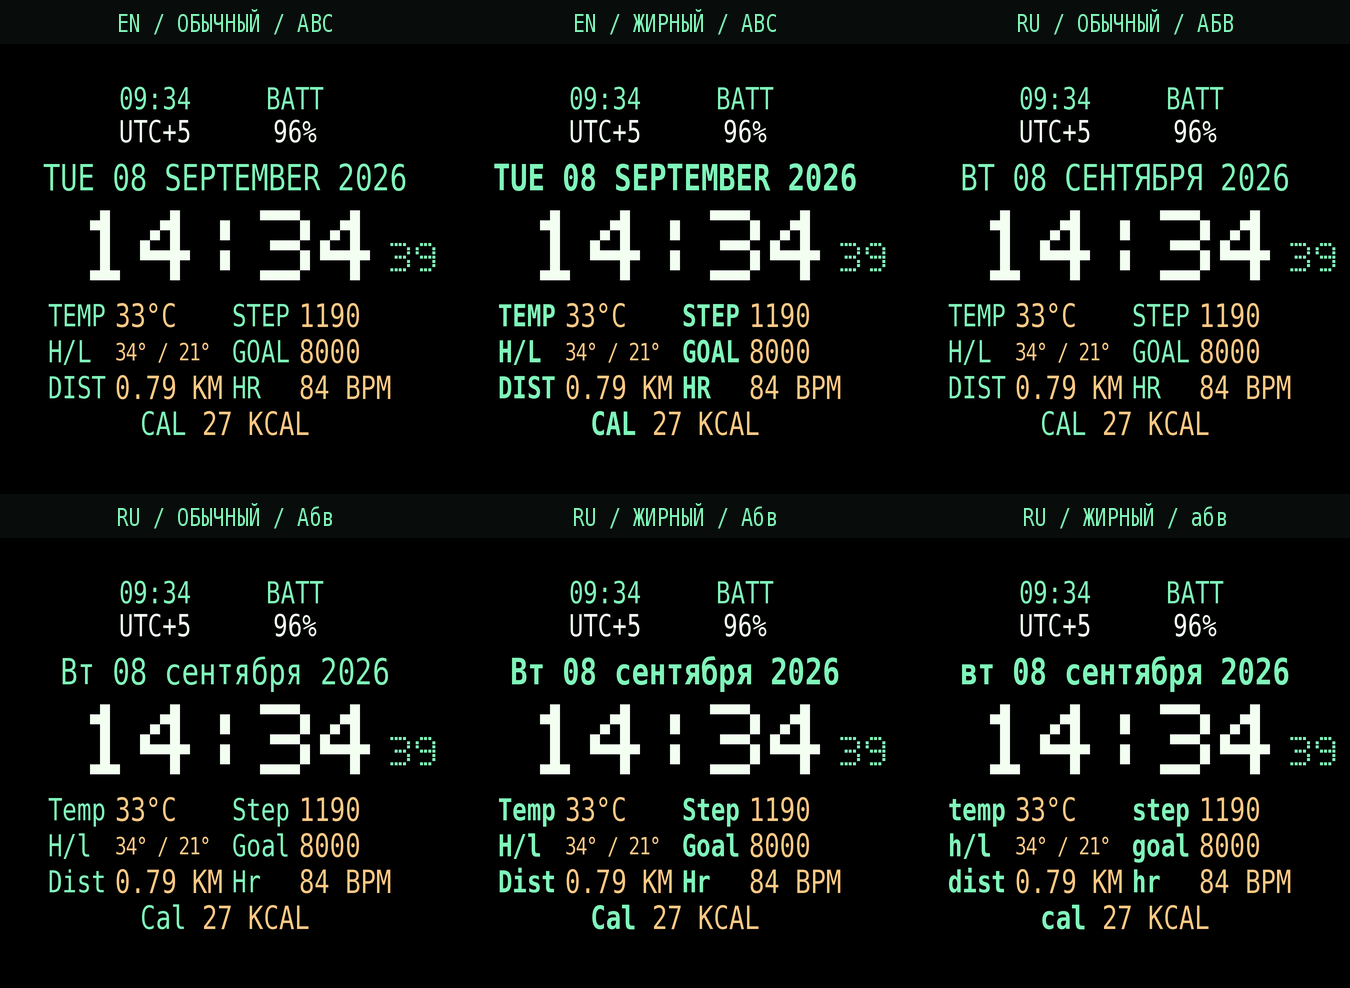 EN / ОБЫЧНЫЙ / ABC
09:34 BATT
UTC+5 96%
TUE 08 SEPTEMBER 2026
14:34 39
TEMP 33°C STEP 1190
H/L 34° / 21° GOAL 8000
DIST 0.79 KM HR 84 BPM
CAL 27 KCAL
EN / ЖИРНЫЙ / ABC
09:34 BATT
UTC+5 96%
TUE 08 SEPTEMBER 2026
14:34 39
TEMP 33°C STEP 1190
H/L 34° / 21° GOAL 8000
DIST 0.79 KM HR 84 BPM
CAL 27 KCAL
RU / ОБЫЧНЫЙ / АБВ
09:34 BATT
UTC+5 96%
ВТ 08 СЕНТЯБРЯ 2026
14:34 39
TEMP 33°C STEP 1190
H/L 34° / 21° GOAL 8000
DIST 0.79 KM HR 84 BPM
CAL 27 KCAL
RU / ОБЫЧНЫЙ / Абв
09:34 BATT
UTC+5 96%
Вт 08 сентября 2026
14:34 39
Temp 33°C Step 1190
H/l 34° / 21° Goal 8000
Dist 0.79 KM Hr 84 BPM
Cal 27 KCAL
RU / ЖИРНЫЙ / Абв
09:34 BATT
UTC+5 96%
Вт 08 сентября 2026
14:34 39
Temp 33°C Step 1190
H/l 34° / 21° Goal 8000
Dist 0.79 KM Hr 84 BPM
Cal 27 KCAL
RU / ЖИРНЫЙ / абв
09:34 BATT
UTC+5 96%
вт 08 сентября 2026
14:34 39
temp 33°C step 1190
h/l 34° / 21° goal 8000
dist 0.79 KM hr 84 BPM
cal 27 KCAL